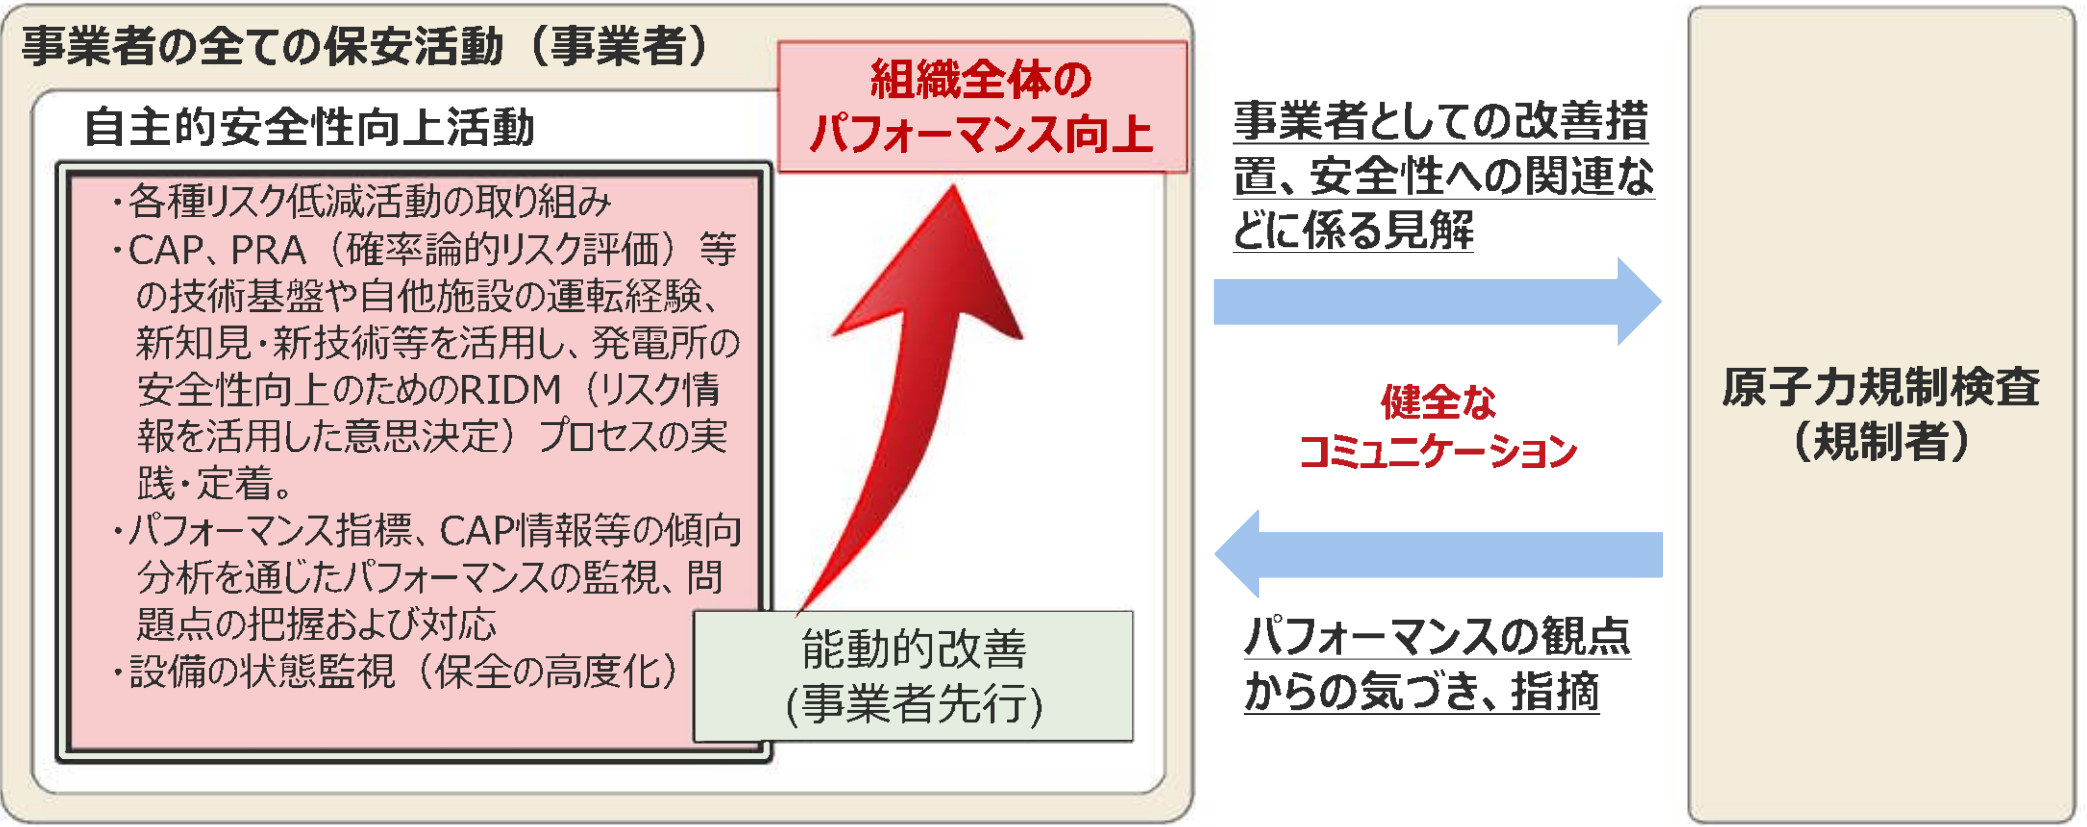 事業者の全ての保安活動（事業者）
自主的安全性向上活動
組織全体の
パフォーマンス向上
・各種リスク低減活動の取り組み
・CAP、PRA（確率論的リスク評価）等
の技術基盤や自他施設の運転経験、
新知見・新技術等を活用し、発電所の
安全性向上のためのRIDM（リスク情
報を活用した意思決定）プロセスの実
践・定着。
・パフォーマンス指標、CAP情報等の傾向
分析を通じたパフォーマンスの監視、問
題点の把握および対応
・設備の状態監視（保全の高度化）
能動的改善
(事業者先行)
事業者としての改善措
置、安全性への関連な
どに係る見解
健全な
コミュニケーション
パフォーマンスの観点
からの気づき、指摘
原子力規制検査
（規制者）